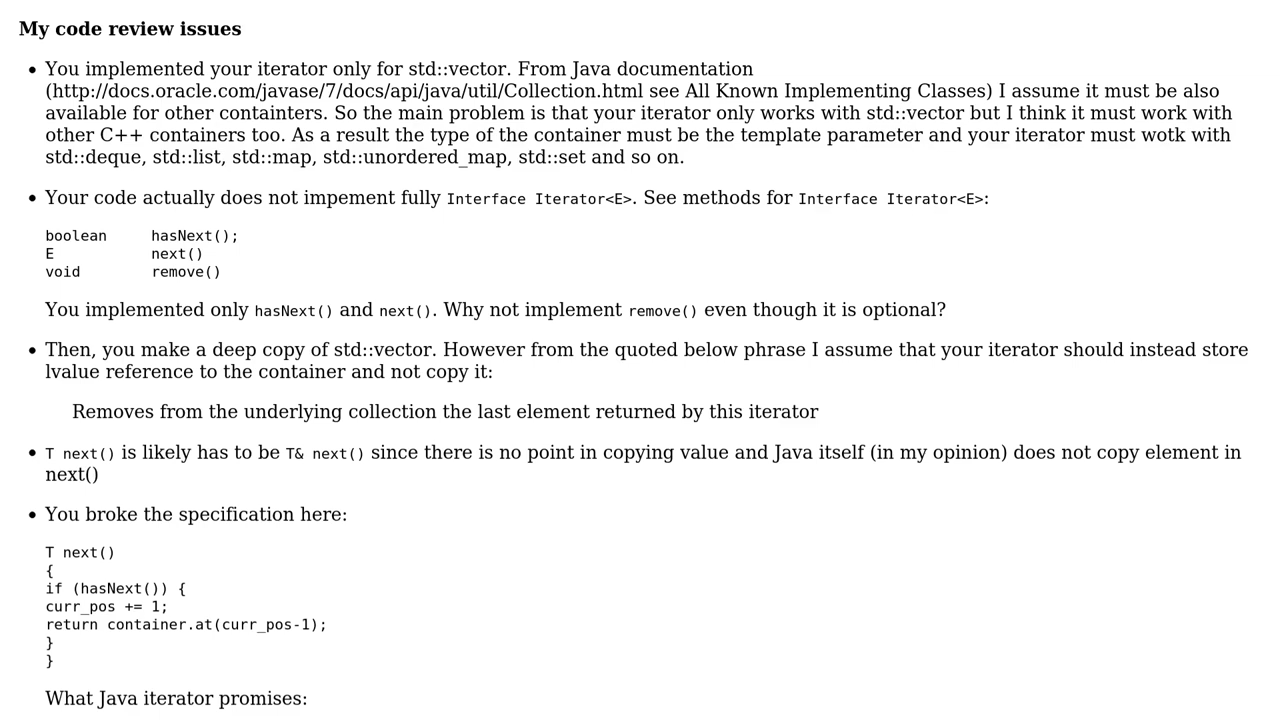 My code review issues
• You implemented your iterator only for std::vector. From Java documentation
(http://docs.oracle.com/javase/7/docs/api/java/util/Collection.html see All Known Implementing Classes) I assume it must be also
available for other containters. So the main problem is that your iterator only works with std::vector but I think it must work with
other C++ containers too. As a result the type of the container must be the template parameter and your iterator must wotk with
std::deque, std::list, std::map, std::unordered_map, std::set and so on.
• Your code actually does not impement fully Interface Iterator<E>. See methods for Interface Iterator<E>:
boolean     hasNext();
E           next()
void        remove()
You implemented only hasNext() and next(). Why not implement remove() even though it is optional?
• Then, you make a deep copy of std::vector. However from the quoted below phrase I assume that your iterator should instead store
lvalue reference to the container and not copy it:
Removes from the underlying collection the last element returned by this iterator
• T next() is likely has to be T& next() since there is no point in copying value and Java itself (in my opinion) does not copy element in
next()
• You broke the specification here:
T next()
{
if (hasNext()) {
curr_pos += 1;
return container.at(curr_pos-1);
}
}
What Java iterator promises: